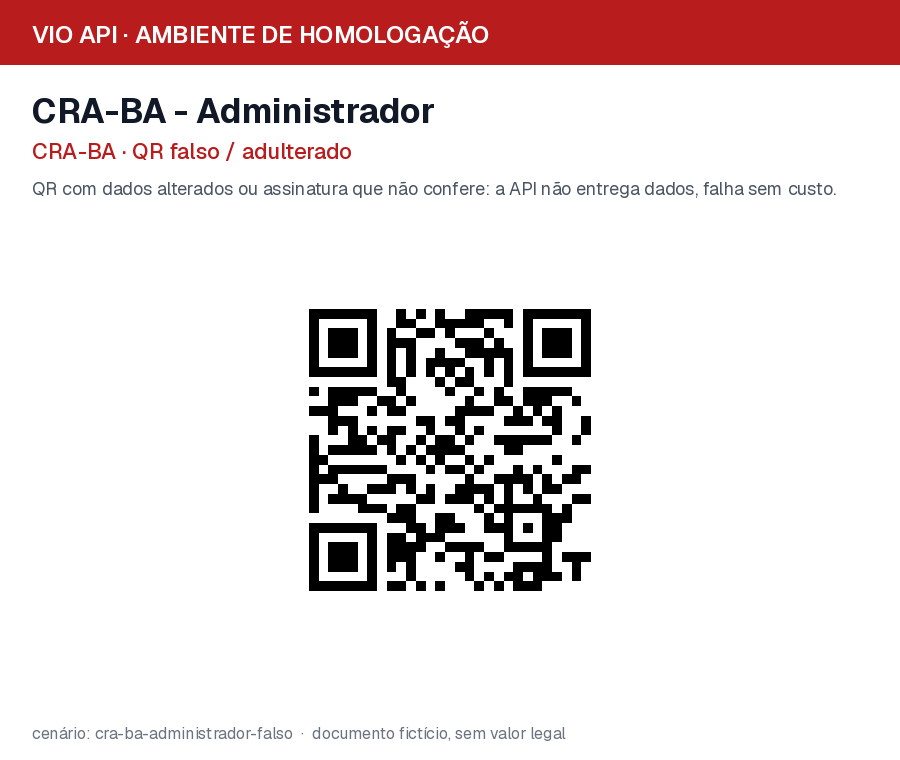 VIO API · AMBIENTE DE HOMOLOGAÇÃO
CRA-BA - Administrador
CRA-BA · QR falso / adulterado
QR com dados alterados ou assinatura que não confere: a API não entrega dados, falha sem custo.
cenário: cra-ba-administrador-falso · documento fictício, sem valor legal